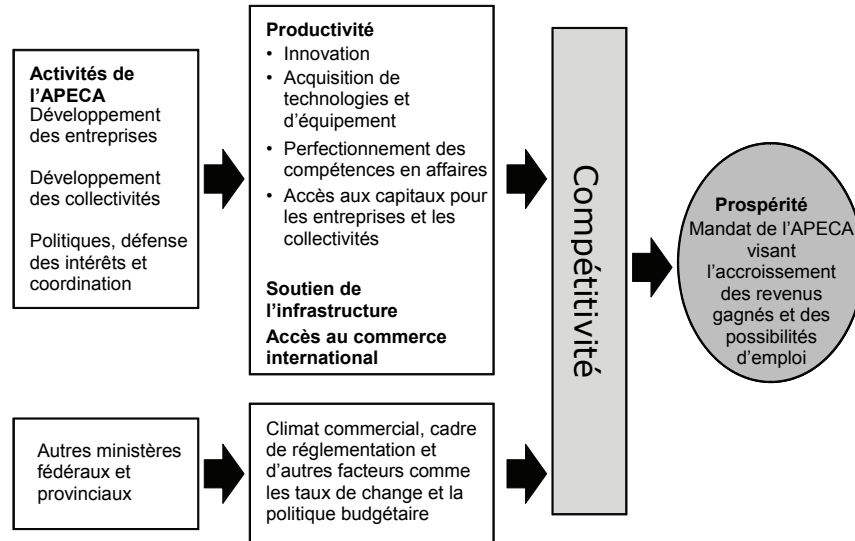 Activités de
l'APECA
Développement
des entreprises
Développement
des collectivités
Politiques, défense
des intérêts et
coordination
Productivité
• Innovation
• Acquisition de
technologies et
d'équipement
• Perfectionnement des
compétences en affaires
• Accès aux capitaux pour
les entreprises et les
collectivités
Soutien de
l'infrastructure
Accès au commerce
international
Autres ministères
fédéraux et
provinciaux
Climat commercial, cadre
de réglementation et
d'autres facteurs comme
les taux de change et la
politique budgétaire
Compétitivité
Prospérité
Mandat de l'APECA
visant
l'accroissement
des revenus
gagnés et des
possibilités
d'emploi